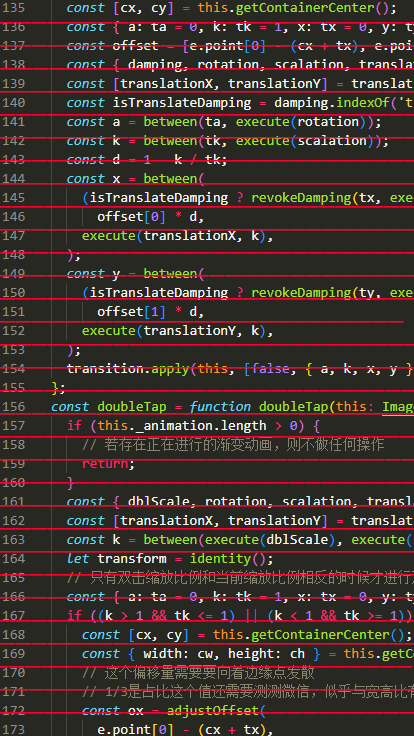 135 const [cx, cy] = this.getContainerCenter();
136 const { a: ta = 0, k: tk = 1, x: tx = 0, y: ty
137 const offset = [e.point[0] - (cx + tx), e.poin
138 const { damping, rotation, scalation, translat
139 const [translationX, translationY] = translat
140 const isTranslateDamping = damping.indexOf('t
141 const a = between(ta, execute(rotation));
142 const k = between(tk, execute(scalation));
143 const d = 1 - k / tk;
144 const x = between(
145 (isTranslateDamping ? revokeDamping(tx, exe
146 offset[0] * d,
147 execute(translationX, k),
148 );
149 const y = between(
150 (isTranslateDamping ? revokeDamping(ty, exe
151 offset[1] * d,
152 execute(translationY, k),
153 );
154 transition.apply(this, [false, { a, k, x, y }
155 };
156 const doubleTap = function doubleTap(this: Imag
157 if (this._animation.length > 0) {
158 // 若存在正在进行的渐变动画，则不做任何操作
159 return;
160 }
161 const { dblScale, rotation, scalation, transl
162 const [translationX, translationY] = translat
163 const k = between(execute(dblScale), execute(
164 let transform = identity();
165 // 只有双击缩放比例和当前缩放比例相反的时候才进行
166 const { a: ta = 0, k: tk = 1, x: tx = 0, y: ty
167 if ((k > 1 && tk <= 1) || (k < 1 && tk >= 1))
168 const [cx, cy] = this.getContainerCenter();
169 const { width: cw, height: ch } = this.getCo
170 // 这个偏移量需要要问着边缘点发散
171 // 1/3是占比这个值还需要测测微信，似乎与宽高比有
172 const ox = adjustOffset(
173 e.point[0] - (cx + tx),